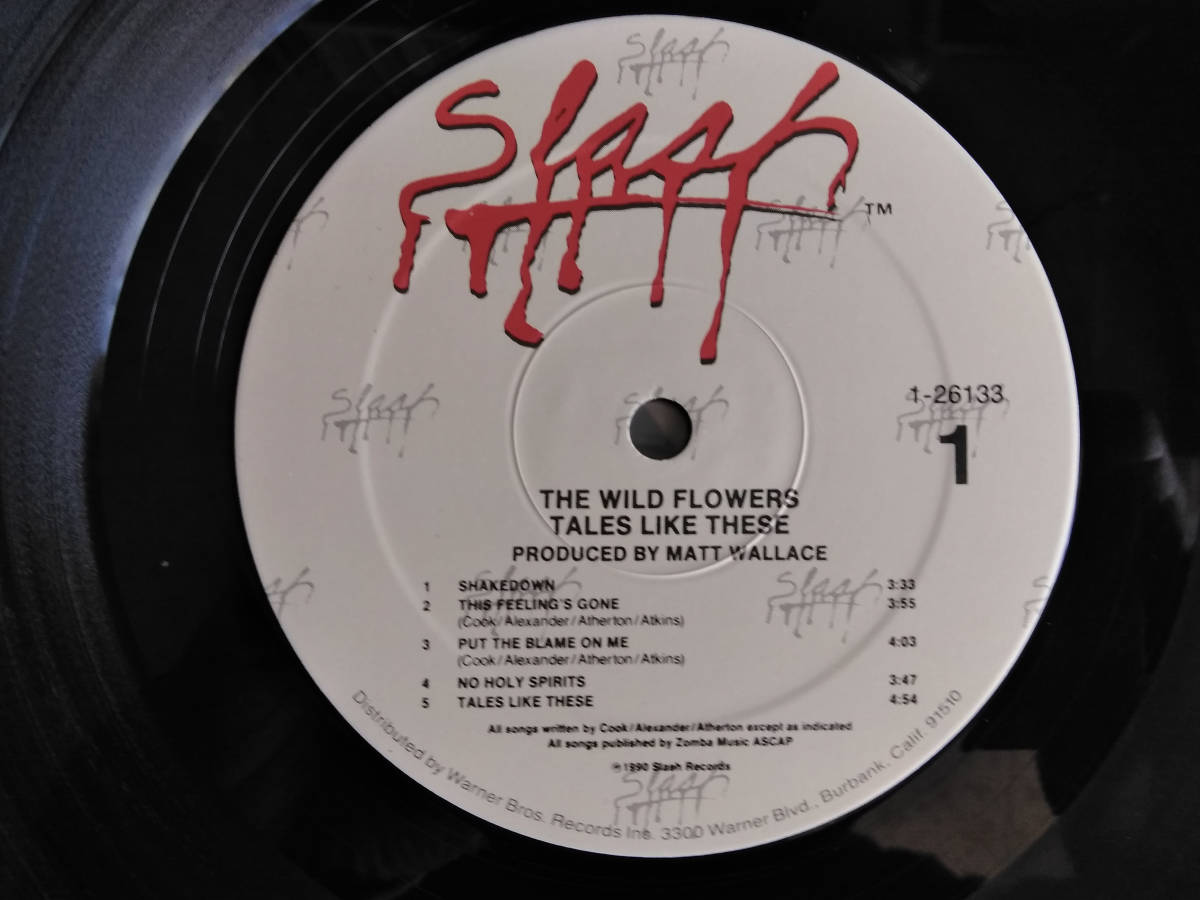 Slash
Slash TM
1-26133
1
THE WILD FLOWERS
TALES LIKE THESE
PRODUCED BY MATT WALLACE
1 SHAKEDOWN 3:33
2 THIS FEELING'S GONE 3:55
(Cook/Alexander/Atherton/Atkins)
3 PUT THE BLAME ON ME 4:03
(Cook/Alexander/Atherton/Atkins)
4 NO HOLY SPIRITS 3:47
5 TALES LIKE THESE 4:54
All songs written by Cook/Alexander/Atherton except as indicated
All songs published by Zomba Music ASCAP
℗1990 Slash Records
Slash
Distributed by Warner Bros. Records Inc. 3300 Warner Blvd., Burbank, Calif. 91510